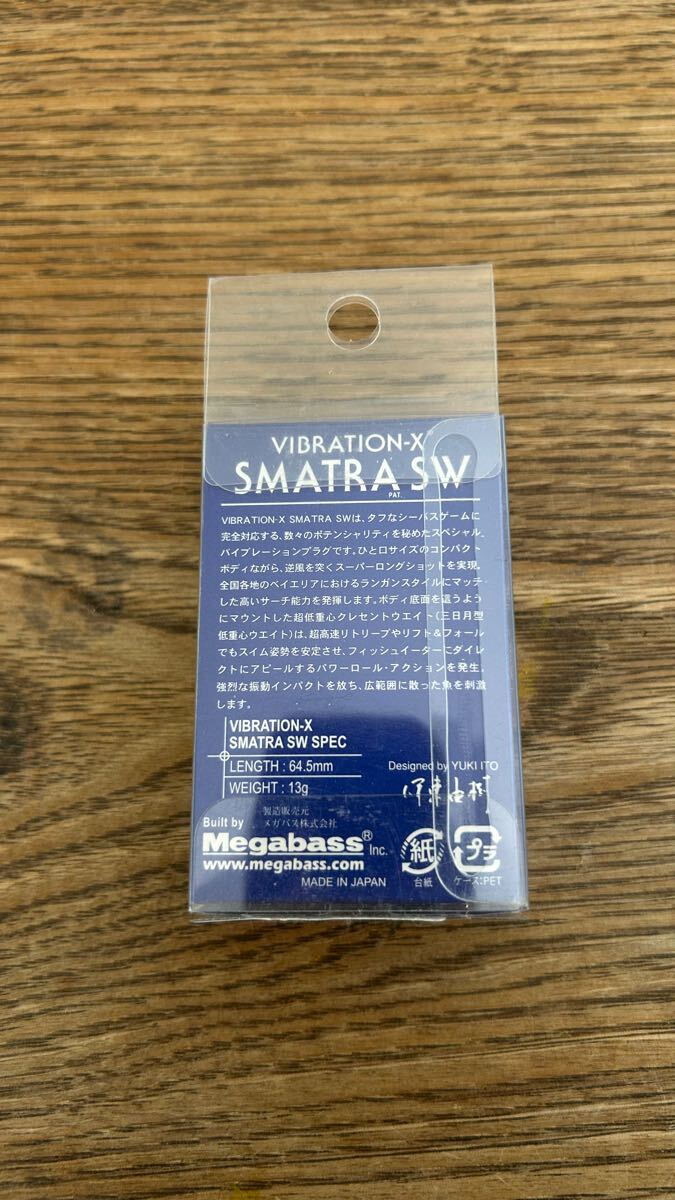 VIBRATION-X®
SMATRA SW
PAT.
VIBRATION-X SMATRA SWは、タフなシーバスゲームに
完全対応する、数々のポテンシャリティを秘めたスペシャル
バイブレーションプラグです。ひと口サイズのコンパクト
ボディながら、逆風を突くスーパーロングショットを実現。
全国各地のベイエリアにおけるランガンスタイルにマッチ
した高いサーチ能力を発揮します。ボディ底面を這うよう
にマウントした超低重心クレセントウエイト(三日月型
低重心ウエイト)は、超高速リトリーブやリフト&フォール
でもスイム姿勢を安定させ、フィッシュイーターにダイレ
クトにアピールするパワーロール・アクションを発生。
強烈な振動インパクトを放ち、広範囲に散った魚を刺激
します。
VIBRATION-X
SMATRA SW SPEC
LENGTH : 64.5mm
WEIGHT : 13g
Designed by YUKI ITO
伊東由樹
Built by
製造販売元
メガバス株式会社
Megabass® Inc.
www.megabass.com
MADE IN JAPAN
紙
台紙
プラ
ケース:PET